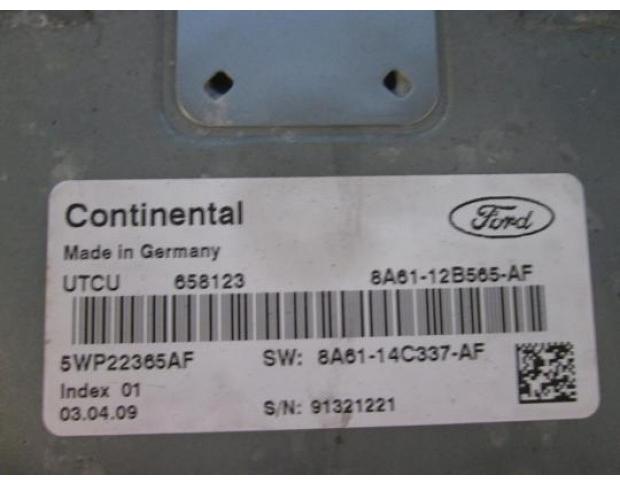 Continental
Ford
Made in Germany
UTCU 658123 8A61-12B565-AF
5WP22365AF SW: 8A61-14C337-AF
Index 01
03.04.09 S/N: 91321221